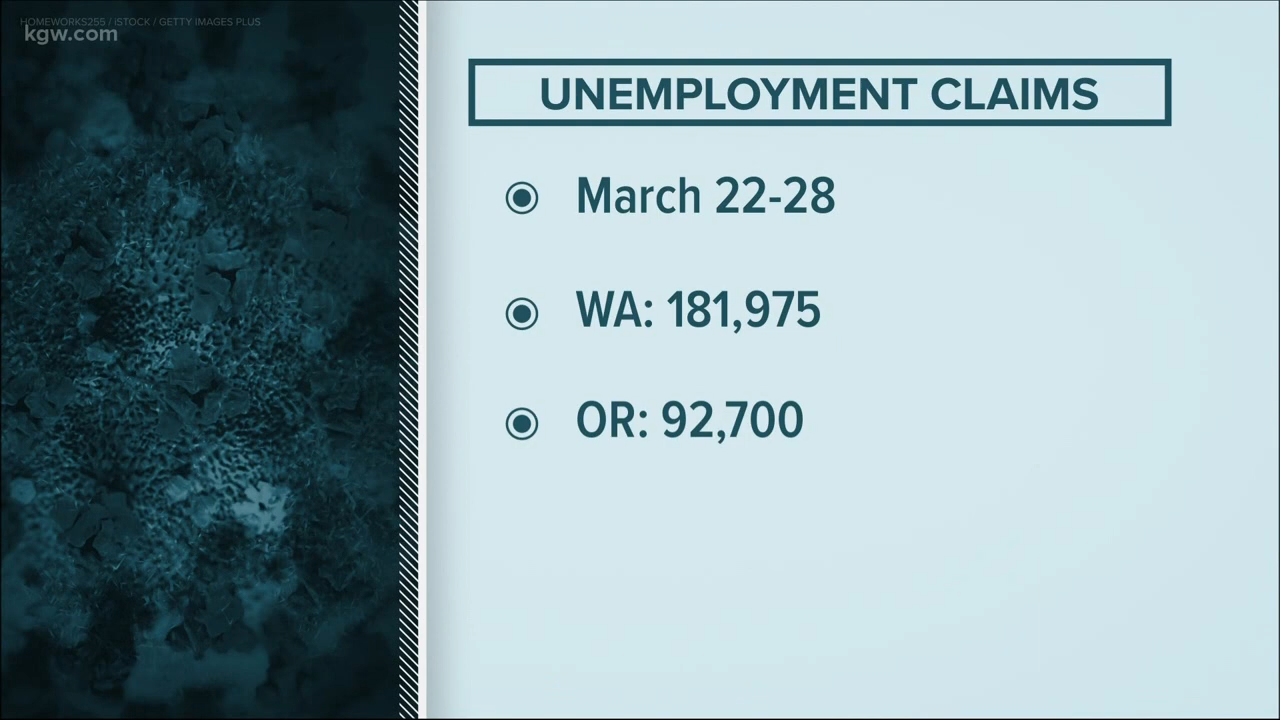 HOMEWORKS255 / iSTOCK / GETTY IMAGES PLUS
kgw.com
UNEMPLOYMENT CLAIMS
March 22-28
WA: 181,975
OR: 92,700